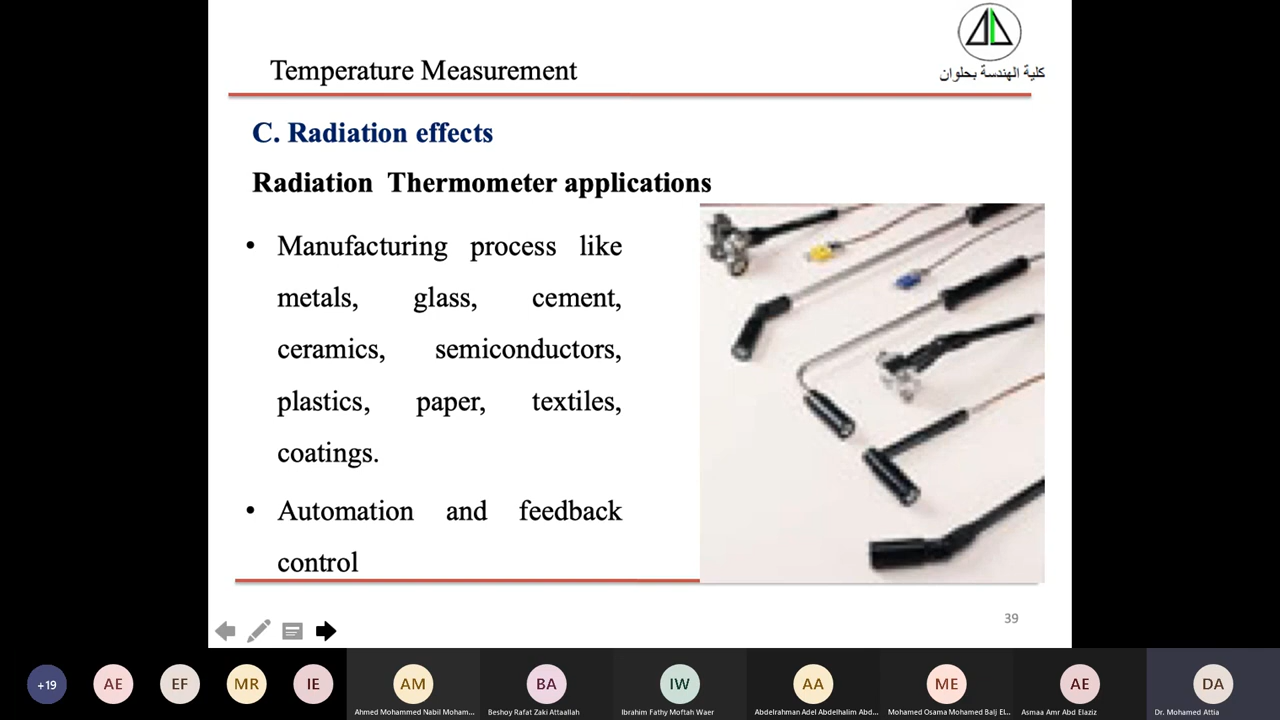 كلية الهندسة بحلوان
Temperature Measurement
C. Radiation effects
Radiation Thermometer applications
• Manufacturing process like
metals, glass, cement,
ceramics, semiconductors,
plastics, paper, textiles,
coatings.
• Automation and feedback
control
39
+19 AE EF MR IE AM BA IW AA ME AE DA
Ahmed Mohammed Nabil Moham... Beshoy Rafat Zaki Attaallah Ibrahim Fathy Moftah Waer Abdelrahman Adel Abdelhalim Abd... Mohamed Osama Mohamed Balj El... Asmaa Amr Abd Elaziz Dr. Mohamed Attia